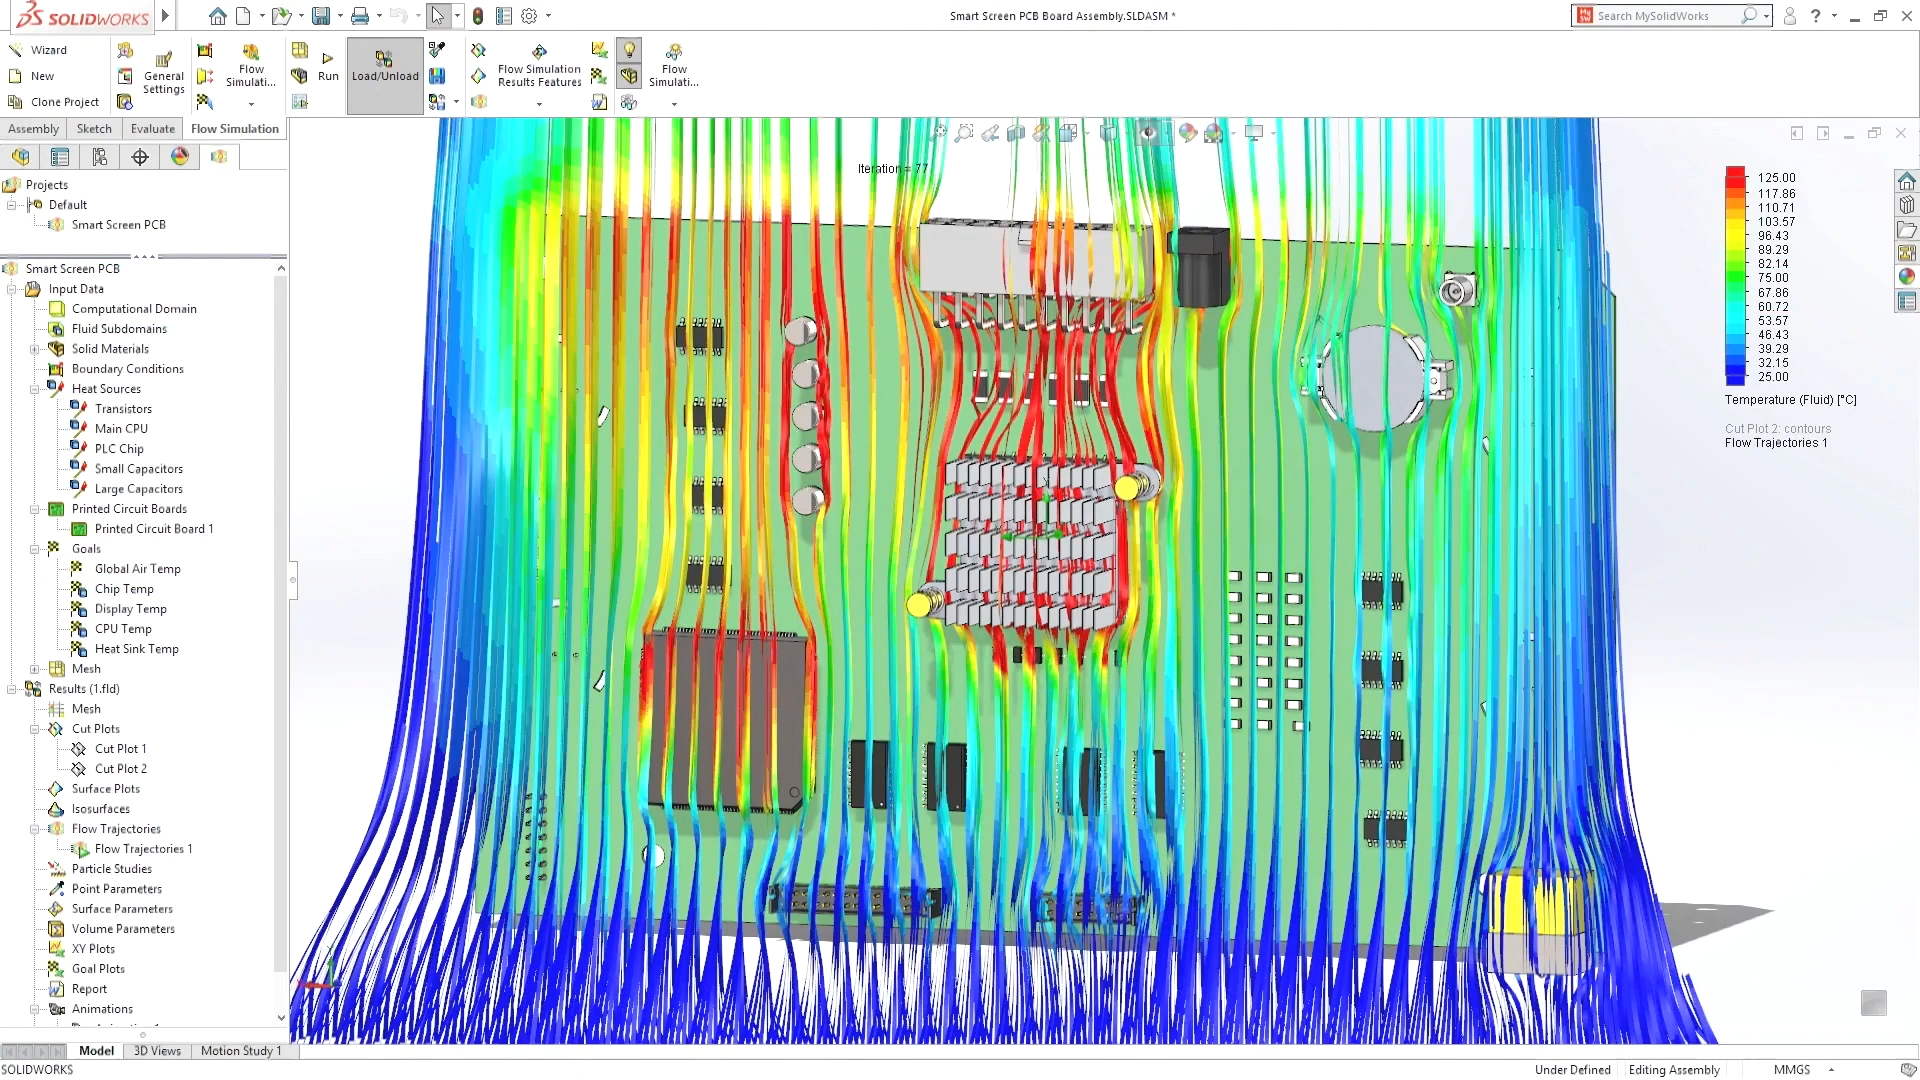 SOLIDWORKS
Smart Screen PCB Board Assembly.SLDASM *
Search MySolidWorks
Wizard
New
Clone Project
General Settings
Flow Simulati...
Run
Load/Unload
Flow Simulation Results Features
Flow Simulati...
Assembly
Sketch
Evaluate
Flow Simulation
Projects
Default
Smart Screen PCB
Smart Screen PCB
Input Data
Computational Domain
Fluid Subdomains
Solid Materials
Boundary Conditions
Heat Sources
Transistors
Main CPU
PLC Chip
Small Capacitors
Large Capacitors
Printed Circuit Boards
Printed Circuit Board 1
Goals
Global Air Temp
Chip Temp
Display Temp
CPU Temp
Heat Sink Temp
Mesh
Results (1.fld)
Mesh
Cut Plots
Cut Plot 1
Cut Plot 2
Surface Plots
Isosurfaces
Flow Trajectories
Flow Trajectories 1
Particle Studies
Point Parameters
Surface Parameters
Volume Parameters
XY Plots
Goal Plots
Report
Animations
Iteration = 77
125.00
117.86
110.71
103.57
96.43
89.29
82.14
75.00
67.86
60.72
53.57
46.43
39.29
32.15
25.00
Temperature (Fluid) [°C]
Cut Plot 2: contours
Flow Trajectories 1
Model
3D Views
Motion Study 1
SOLIDWORKS
Under Defined
Editing Assembly
MMGS